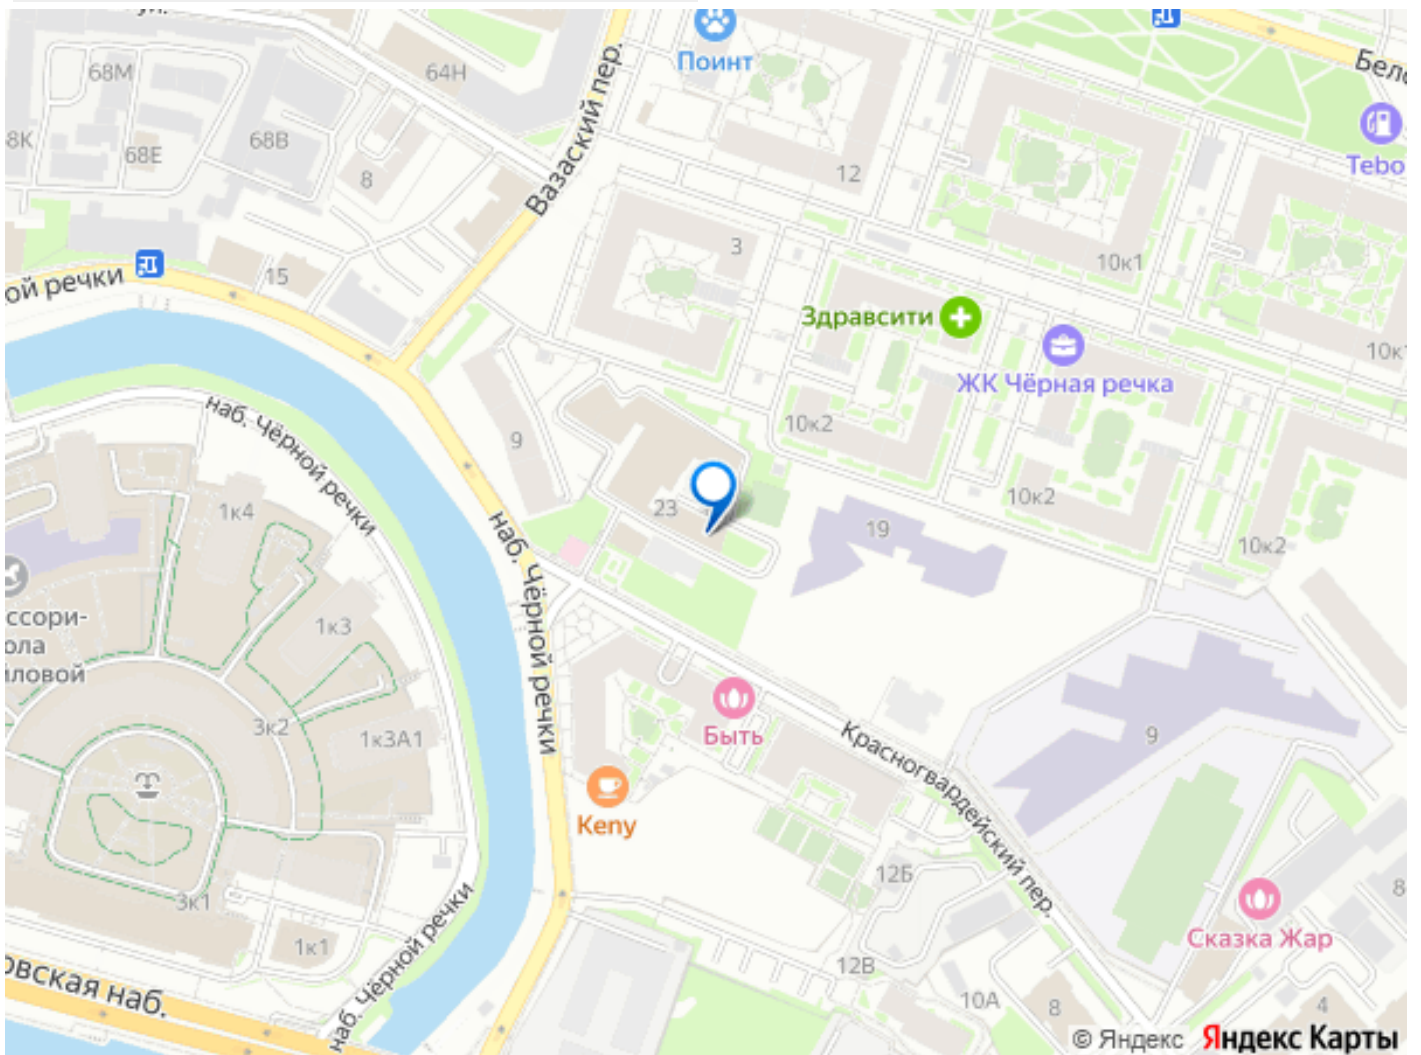 ул.
68М
64Н
Вазаский пер.
Поинт
Бело
Tebo
8К
68Е
68В
8
12
3
10к1
ой речки
15
Здравсити
ЖК Чёрная речка
10к
наб. Чёрной речки
9
10к2
10к2
23
19
10к2
1к4
наб. Чёрной речки
ссори-
ола
йловой
1к3
3к2
1к3А1
Быть
Красногвардейский пер.
9
Keny
12Б
3к1
1к1
наб. Чёрной речки
12В
10А
8
Сказка Жар
8
4
овская наб.
© Яндекс Яндекс Карты